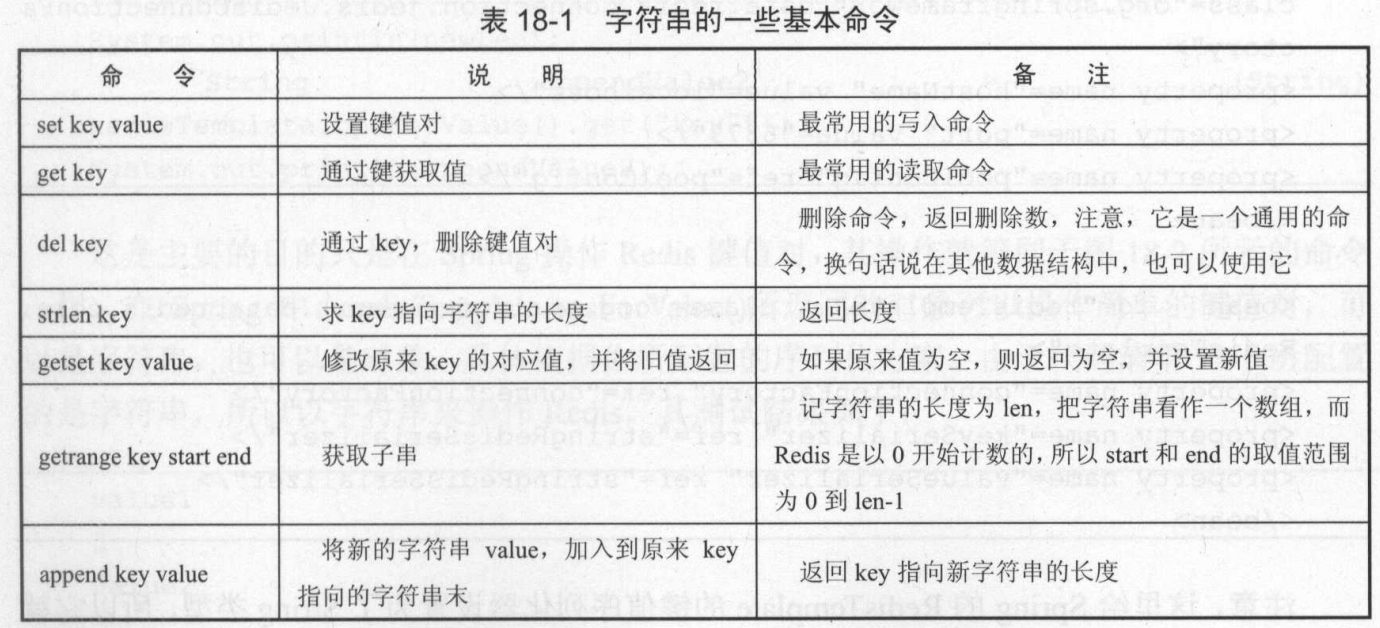 表 18-1 字符串的一些基本命令
命 令 说 明 备 注
set key value 设置键值对 最常用的写入命令
get key 通过键获取值 最常用的读取命令
del key 通过 key，删除键值对 删除命令，返回删除数，注意，它是一个通用的命
令，换句话说在其他数据结构中，也可以使用它
strlen key 求 key 指向字符串的长度 返回长度
getset key value 修改原来 key 的对应值，并将旧值返回 如果原来值为空，则返回为空，并设置新值
getrange key start end 获取子串 记字符串的长度为 len，把字符串看作一个数组，而
Redis 是以 0 开始计数的，所以 start 和 end 的取值范围
为 0 到 len-1
append key value 将新的字符串 value，加入到原来 key
指向的字符串末 返回 key 指向新字符串的长度